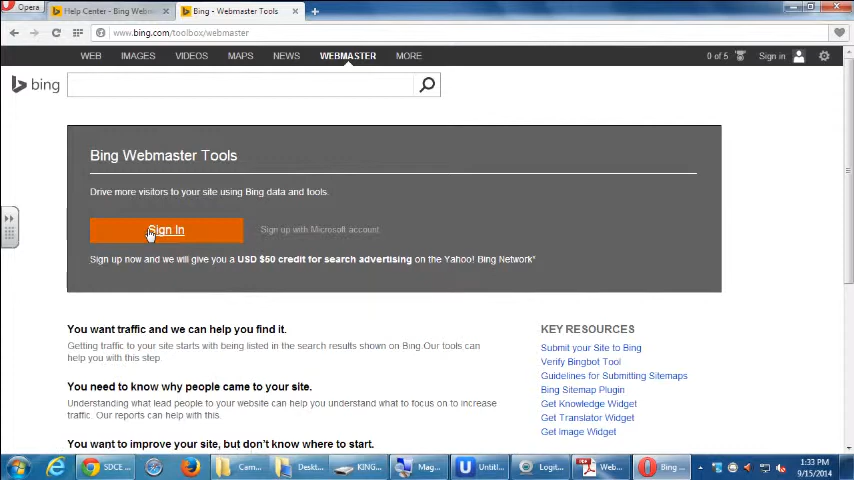 Opera
Help Center - Bing Webm
Bing - Webmaster Tools
www.bing.com/toolbox/webmaster
WEB IMAGES VIDEOS MAPS NEWS WEBMASTER MORE 0 of 5 Sign in
bing
Bing Webmaster Tools
Drive more visitors to your site using Bing data and tools.
Sign In Sign up with Microsoft account
Sign up now and we will give you a USD $50 credit for search advertising on the Yahoo! Bing Network*
You want traffic and we can help you find it.
Getting traffic to your site starts with being listed in the search results shown on Bing.Our tools can
help you with this step.
You need to know why people came to your site.
Understanding what lead people to your website can help you understand what to focus on to increase
traffic. Our reports can help with this.
You want to improve your site, but don't know where to start.
KEY RESOURCES
Submit your Site to Bing
Verify Bingbot Tool
Guidelines for Submitting Sitemaps
Bing Sitemap Plugin
Get Knowledge Widget
Get Translator Widget
Get Image Widget
SDCE ... Cam... Deskt... KING... Mag... Untitl... Logit... Web... Bing ... 1:33 PM
9/15/2014